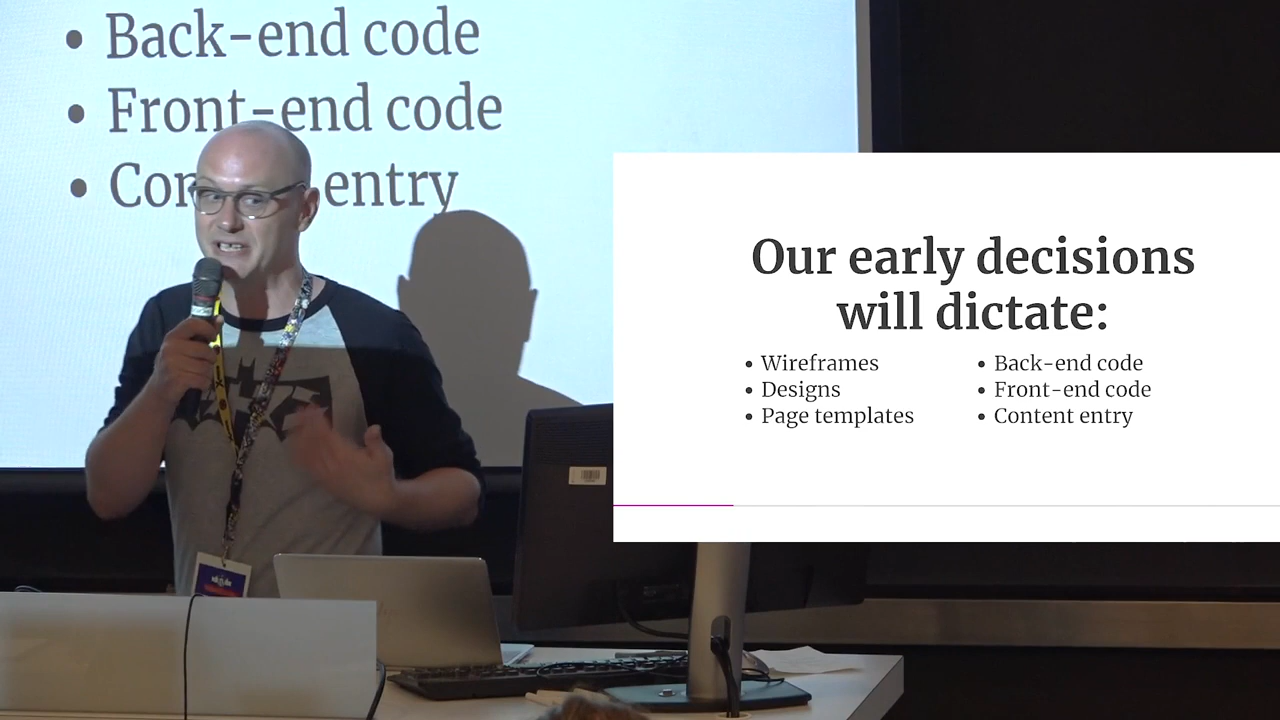 • Back-end code
• Front-end code
entry
Our early decisions
will dictate:
• Wireframes
• Designs
• Page templates
• Back-end code
• Front-end code
• Content entry